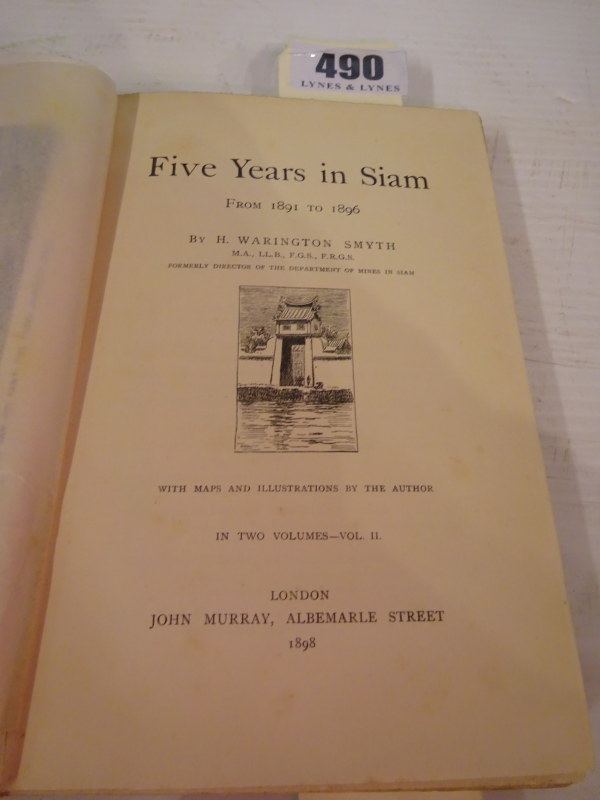 490
LYNES & LYNES
Five Years in Siam
FROM 1891 TO 1896
BY H. WARINGTON SMYTH
M.A., LL.B., F.G.S., F.R.G.S.
FORMERLY DIRECTOR OF THE DEPARTMENT OF MINES IN SIAM
WITH MAPS AND ILLUSTRATIONS BY THE AUTHOR
IN TWO VOLUMES—VOL. II.
LONDON
JOHN MURRAY, ALBEMARLE STREET
1898